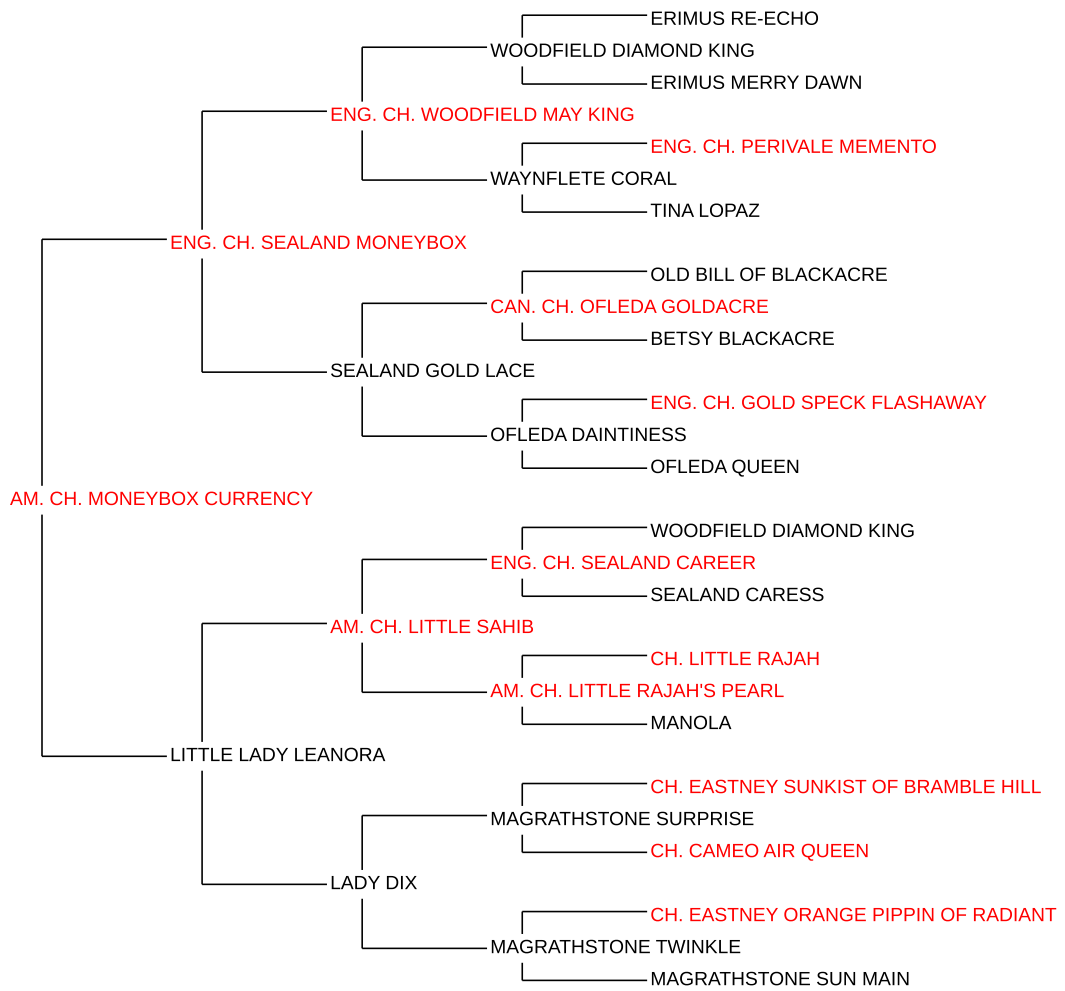 ERIMUS RE-ECHO
WOODFIELD DIAMOND KING
ERIMUS MERRY DAWN
ENG. CH. WOODFIELD MAY KING
ENG. CH. PERIVALE MEMENTO
WAYNFLETE CORAL
TINA LOPAZ
ENG. CH. SEALAND MONEYBOX
OLD BILL OF BLACKACRE
CAN. CH. OFLEDA GOLDACRE
BETSY BLACKACRE
SEALAND GOLD LACE
ENG. CH. GOLD SPECK FLASHAWAY
OFLEDA DAINTINESS
OFLEDA QUEEN
AM. CH. MONEYBOX CURRENCY
WOODFIELD DIAMOND KING
ENG. CH. SEALAND CAREER
SEALAND CARESS
AM. CH. LITTLE SAHIB
CH. LITTLE RAJAH
AM. CH. LITTLE RAJAH'S PEARL
MANOLA
LITTLE LADY LEANORA
CH. EASTNEY SUNKIST OF BRAMBLE HILL
MAGRATHSTONE SURPRISE
CH. CAMEO AIR QUEEN
LADY DIX
CH. EASTNEY ORANGE PIPPIN OF RADIANT
MAGRATHSTONE TWINKLE
MAGRATHSTONE SUN MAIN